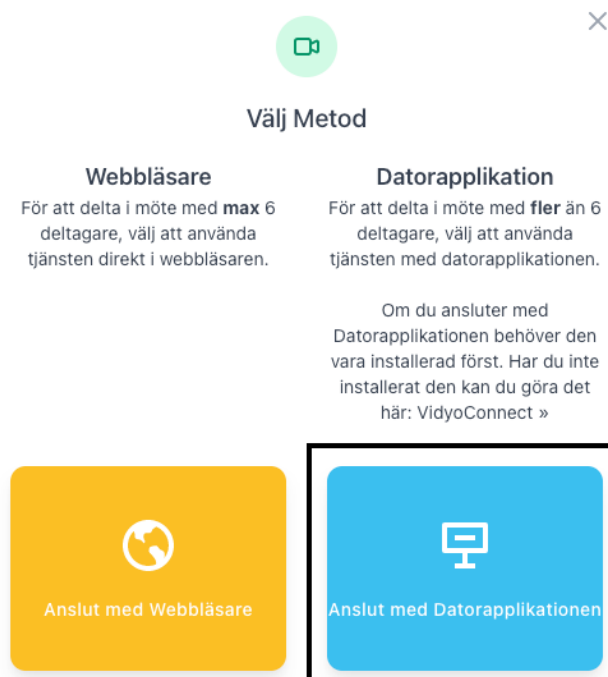 Välj Metod
Webbläsare
För att delta i möte med max 6
deltagare, välj att använda
tjänsten direkt i webbläsaren.
Datorapplikation
För att delta i möte med fler än 6
deltagare, välj att använda
tjänsten med datorapplikationen.
Om du ansluter med
Datorapplikationen behöver den
vara installerad först. Har du inte
installerat den kan du göra det
här: VidyoConnect »
Anslut med Webbläsare
Anslut med Datorapplikationen